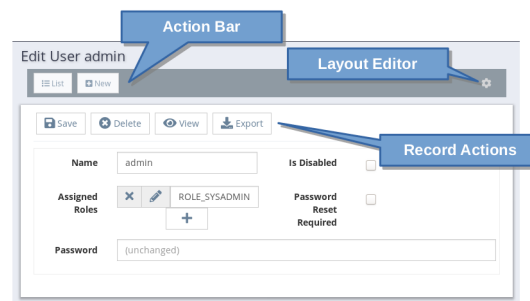 Action Bar
Edit User admin
Layout Editor
List New
Save Delete View Export
Record Actions
Name admin Is Disabled
Assigned Roles ROLE_SYSADMIN Password Reset Required
Password (unchanged)